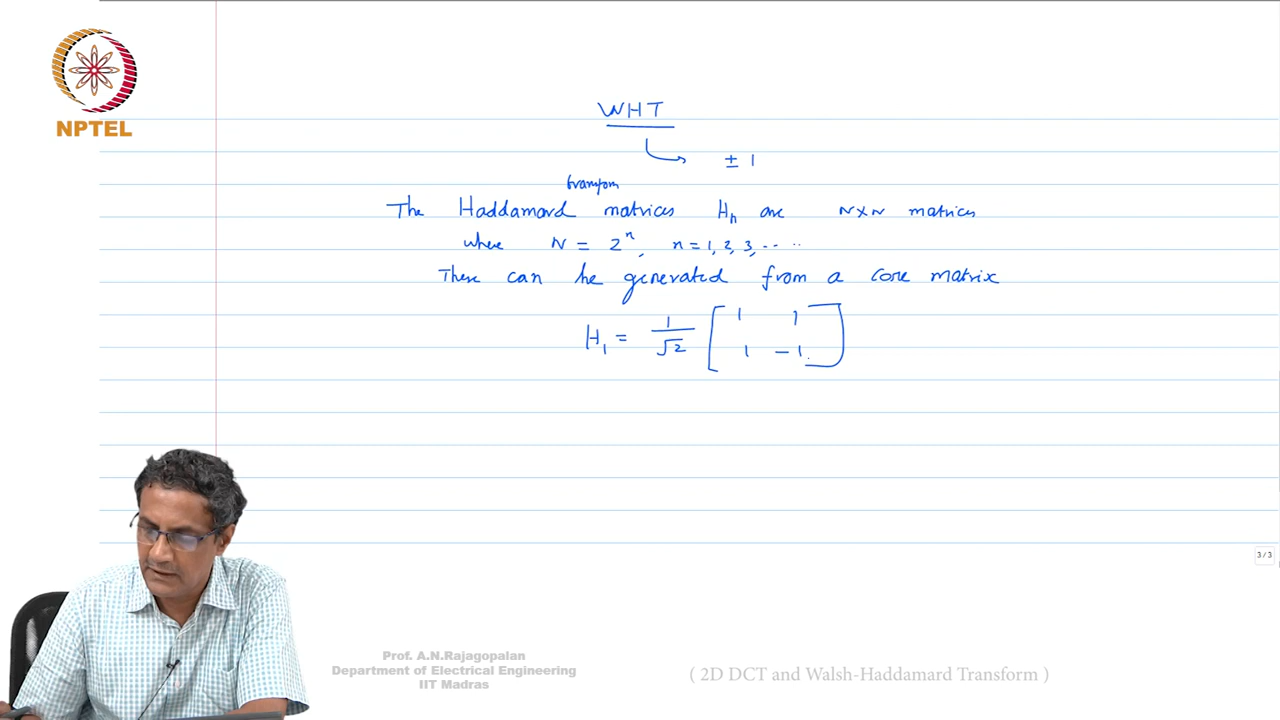 NPTEL
WHT
± 1
transform
The Haddamard matrices Hn are N×N matrices
where N = 2^n, n = 1, 2, 3, .. ..
These can be generated from a core matrix
H1 = 1/√2 [ 1 1
1 -1 ]
3 / 3
Prof. A.N.Rajagopalan
Department of Electrical Engineering
IIT Madras
( 2D DCT and Walsh-Haddamard Transform )